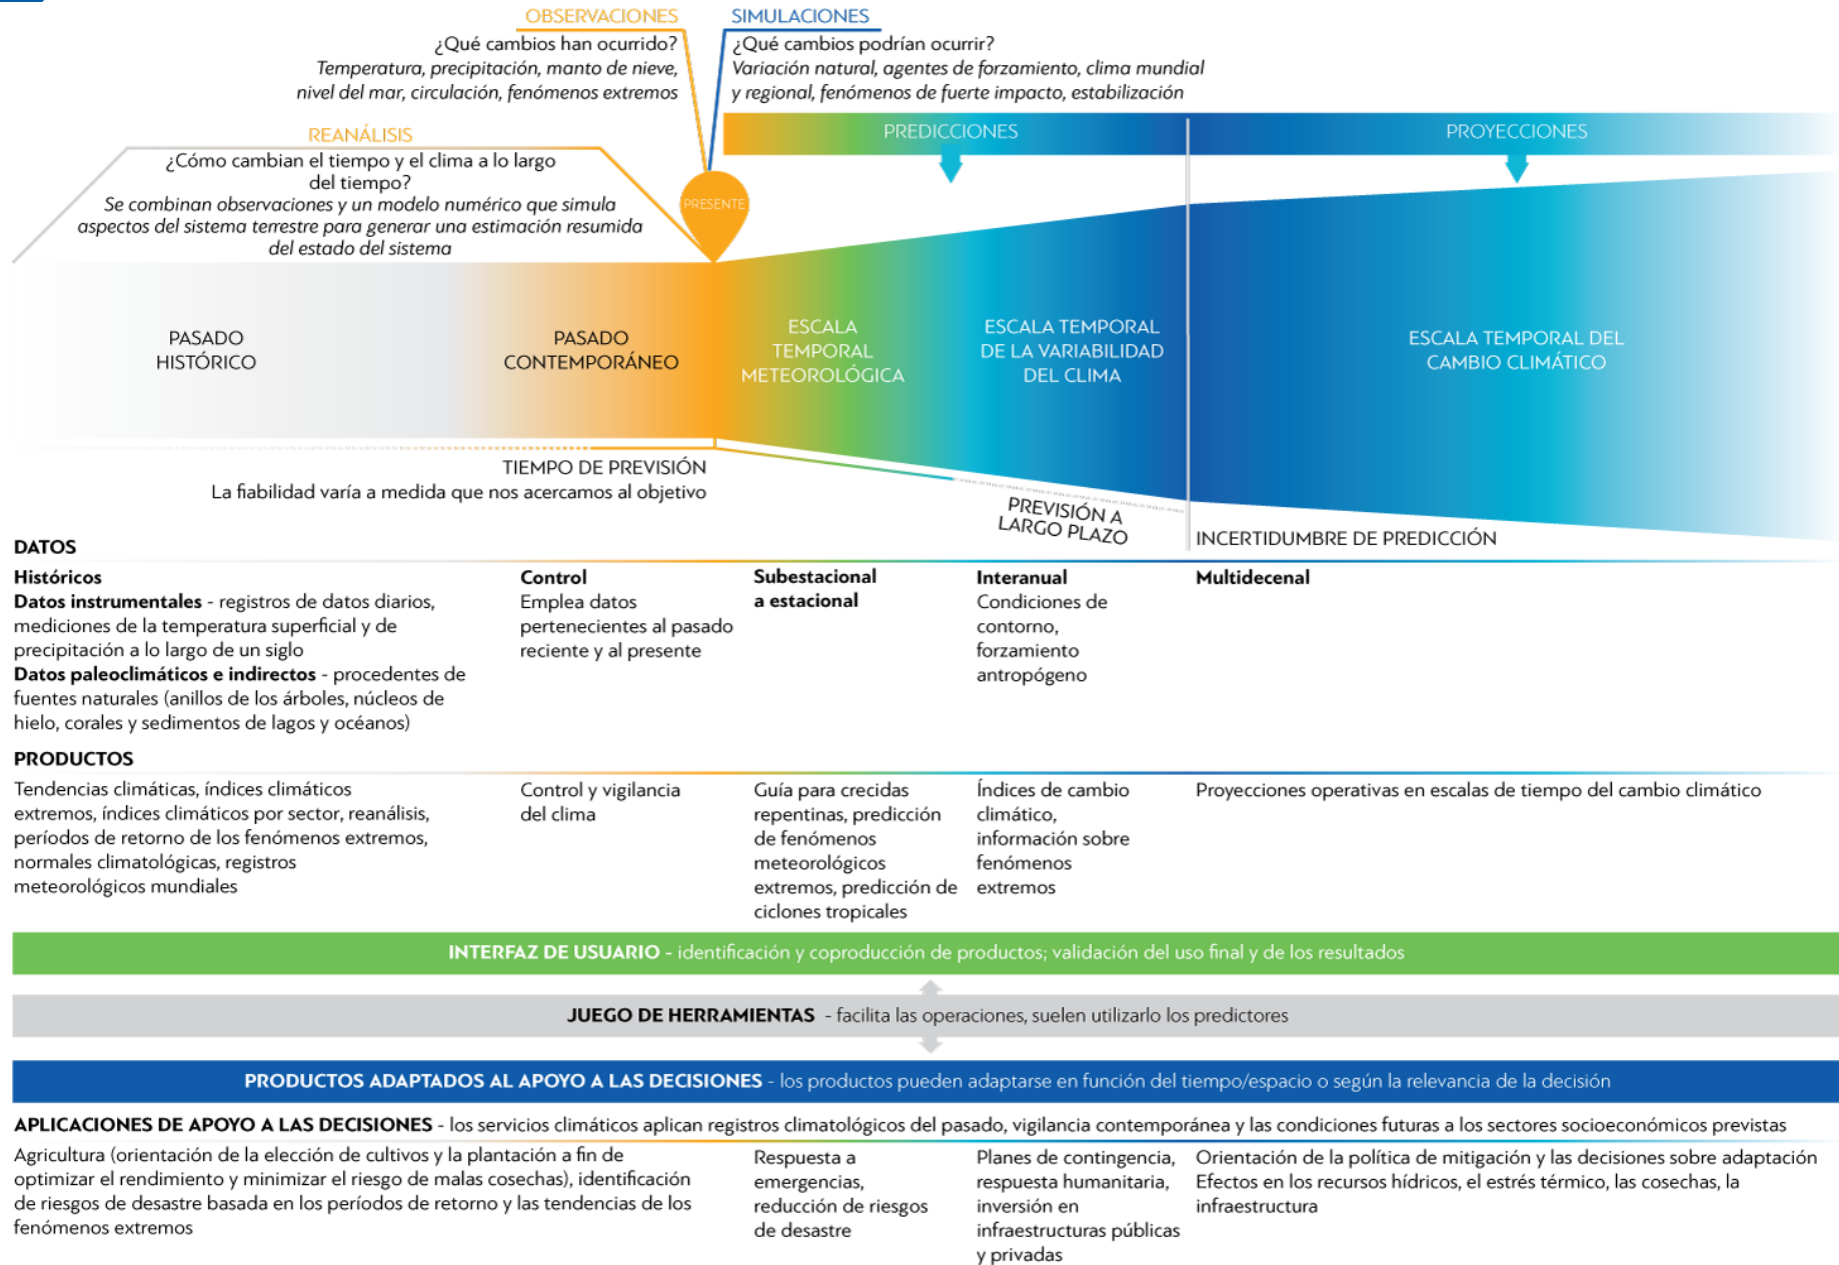 OBSERVACIONES
¿Qué cambios han ocurrido?
Temperatura, precipitación, manto de nieve,
nivel del mar, circulación, fenómenos extremos
SIMULACIONES
¿Qué cambios podrían ocurrir?
Variación natural, agentes de forzamiento, clima mundial
y regional, fenómenos de fuerte impacto, estabilización
REANÁLISIS
¿Cómo cambian el tiempo y el clima a lo largo
del tiempo?
Se combinan observaciones y un modelo numérico que simula
aspectos del sistema terrestre para generar una estimación resumida
del estado del sistema
PRESENTE
PREDICCIONES
PROYECCIONES
PASADO
HISTÓRICO
PASADO
CONTEMPORÁNEO
ESCALA
TEMPORAL
METEOROLÓGICA
ESCALA TEMPORAL
DE LA VARIABILIDAD
DEL CLIMA
ESCALA TEMPORAL DEL
CAMBIO CLIMÁTICO
TIEMPO DE PREVISIÓN
La fiabilidad varía a medida que nos acercamos al objetivo
PREVISIÓN A
LARGO PLAZO
INCERTIDUMBRE DE PREDICCIÓN
DATOS
Históricos
Datos instrumentales - registros de datos diarios,
mediciones de la temperatura superficial y de
precipitación a lo largo de un siglo
Datos paleoclimáticos e indirectos - procedentes de
fuentes naturales (anillos de los árboles, núcleos de
hielo, corales y sedimentos de lagos y océanos)
Control
Emplea datos
pertenecientes al pasado
reciente y al presente
Subestacional
a estacional
Interanual
Condiciones de
contorno,
forzamiento
antropógeno
Multidecenal
PRODUCTOS
Tendencias climáticas, índices climáticos
extremos, índices climáticos por sector, reanálisis,
períodos de retorno de los fenómenos extremos,
normales climatológicas, registros
meteorológicos mundiales
Control y vigilancia
del clima
Guía para crecidas
repentinas, predicción
de fenómenos
meteorológicos
extremos, predicción de
ciclones tropicales
Índices de cambio
climático,
información sobre
fenómenos
extremos
Proyecciones operativas en escalas de tiempo del cambio climático
INTERFAZ DE USUARIO - identificación y coproducción de productos; validación del uso final y de los resultados
JUEGO DE HERRAMIENTAS - facilita las operaciones, suelen utilizarlo los predictores
PRODUCTOS ADAPTADOS AL APOYO A LAS DECISIONES - los productos pueden adaptarse en función del tiempo/espacio o según la relevancia de la decisión
APLICACIONES DE APOYO A LAS DECISIONES - los servicios climáticos aplican registros climatológicos del pasado, vigilancia contemporánea y las condiciones futuras a los sectores socioeconómicos previstas
Agricultura (orientación de la elección de cultivos y la plantación a fin de
optimizar el rendimiento y minimizar el riesgo de malas cosechas), identificación
de riesgos de desastre basada en los períodos de retorno y las tendencias de los
fenómenos extremos
Respuesta a
emergencias,
reducción de riesgos
de desastre
Planes de contingencia,
respuesta humanitaria,
inversión en
infraestructuras públicas
y privadas
Orientación de la política de mitigación y las decisiones sobre adaptación
Efectos en los recursos hídricos, el estrés térmico, las cosechas, la
infraestructura